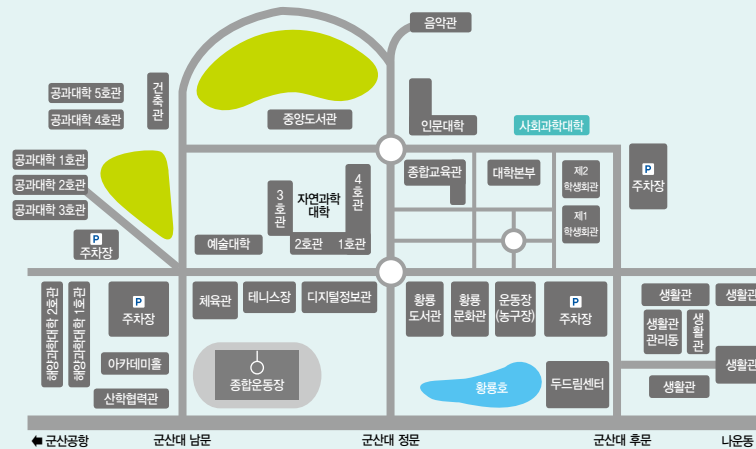 음악관
공과대학 5호관
건축관
공과대학 4호관
중앙도서관
인문대학
사회과학대학
공과대학 1호관
공과대학 2호관
공과대학 3호관
P
주차장
3호관
자연과학
대학
4호관
2호관
1호관
예술대학
종합교육관
대학본부
제2
학생회관
제1
학생회관
P
주차장
해양과학대학 2호관
해양과학대학 1호관
P
주차장
체육관
테니스장
디지털정보관
황룡
도서관
황룡
문화관
운동장
(농구장)
P
주차장
생활관
생활관
생활관
관리동
생활관
생활관
생활관
아카데미홀
산학협력관
종합운동장
황룡호
두드림센터
군산공항
군산대 남문
군산대 정문
군산대 후문
나운동